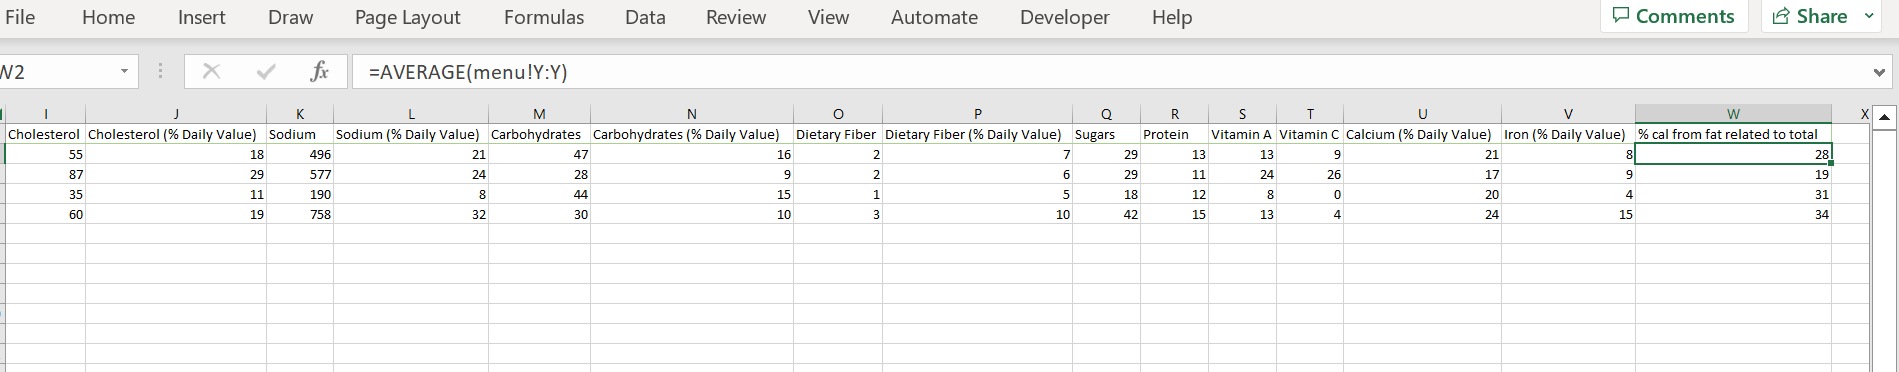 File Home Insert Draw Page Layout Formulas Data Review View Automate Developer Help Comments Share
W2 fx =AVERAGE(menu!Y:Y)
I J K L M N O P Q R S T U V W X
Cholesterol Cholesterol (% Daily Value) Sodium Sodium (% Daily Value) Carbohydrates Carbohydrates (% Daily Value) Dietary Fiber Dietary Fiber (% Daily Value) Sugars Protein Vitamin A Vitamin C Calcium (% Daily Value) Iron (% Daily Value) % cal from fat related to total
55 18 496 21 47 16 2 7 29 13 13 9 21 8 28
87 29 577 24 28 9 2 6 29 11 24 26 17 9 19
35 11 190 8 44 15 1 5 18 12 8 0 20 4 31
60 19 758 32 30 10 3 10 42 15 13 4 24 15 34